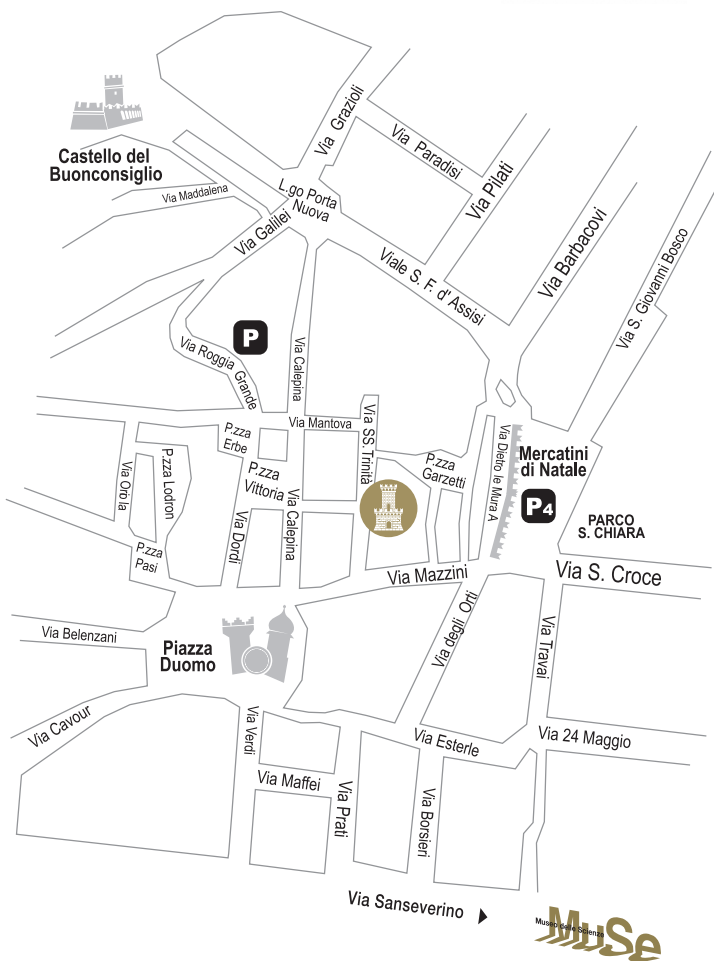 Via Grazioli
Via Paradisi
Via Pilati
Castello del
Buonconsiglio
Via Maddalena
L.go Porta
Nuova
Via Galilei
Via Barbacovi
Via S. Giovanni Bosco
Viale S. F. d' Assisi
P
Via Roggia Grande
Via Calepina
Via Mantova
Via SS. Trinita
P.zza
Erbe
P.zza
Garzetti
Via Dietro le Mura A
Mercatini
di Natale
P.zza Lodron
Via Oriola
P.zza
Vittoria
P4
Via Dordi
Via Calepina
PARCO
S. CHIARA
P.zza
Pasi
Via Mazzini
Via S. Croce
Via degli Orti
Via Travai
Via Belenzani
Piazza
Duomo
Via Cavour
Via Verdi
Via Esterle
Via 24 Maggio
Via Maffei
Via Prati
Via Borsieri
Via Sanseverino
MuSe
Museo delle Scienze